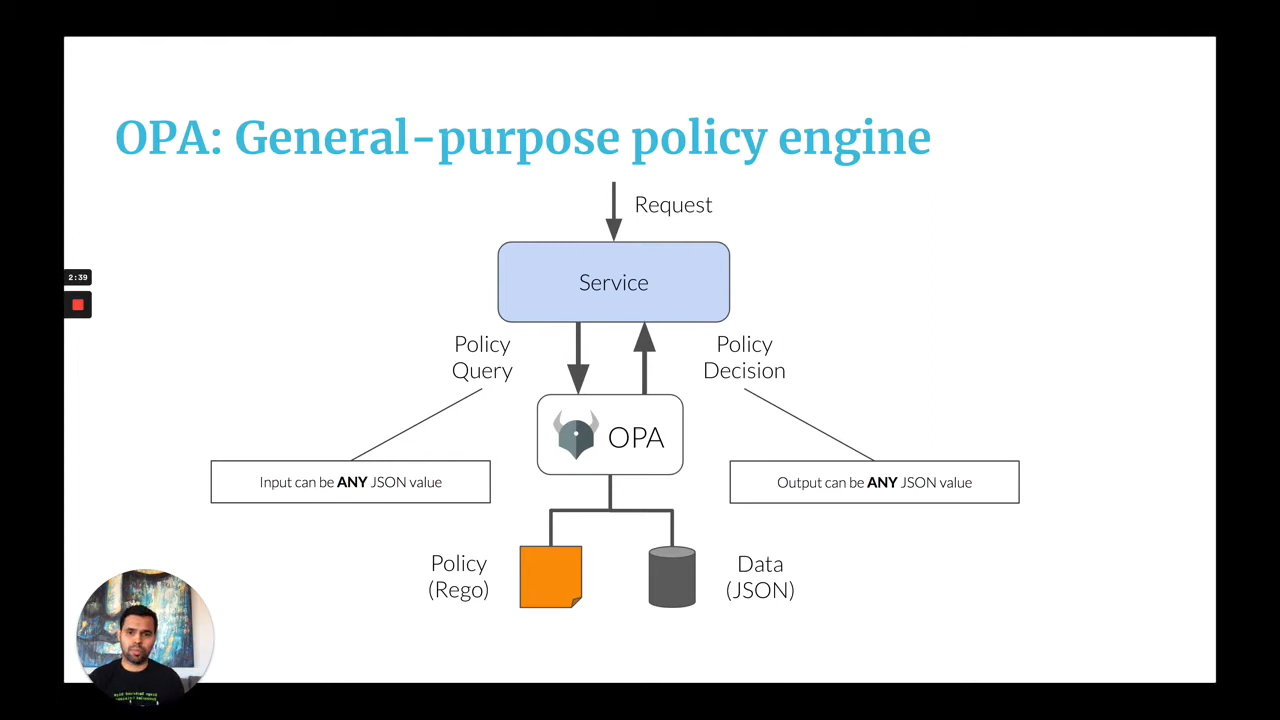 OPA: General-purpose policy engine
Request
2:39
Service
Policy
Query
Policy
Decision
OPA
Input can be ANY JSON value
Output can be ANY JSON value
Policy
(Rego)
Data
(JSON)